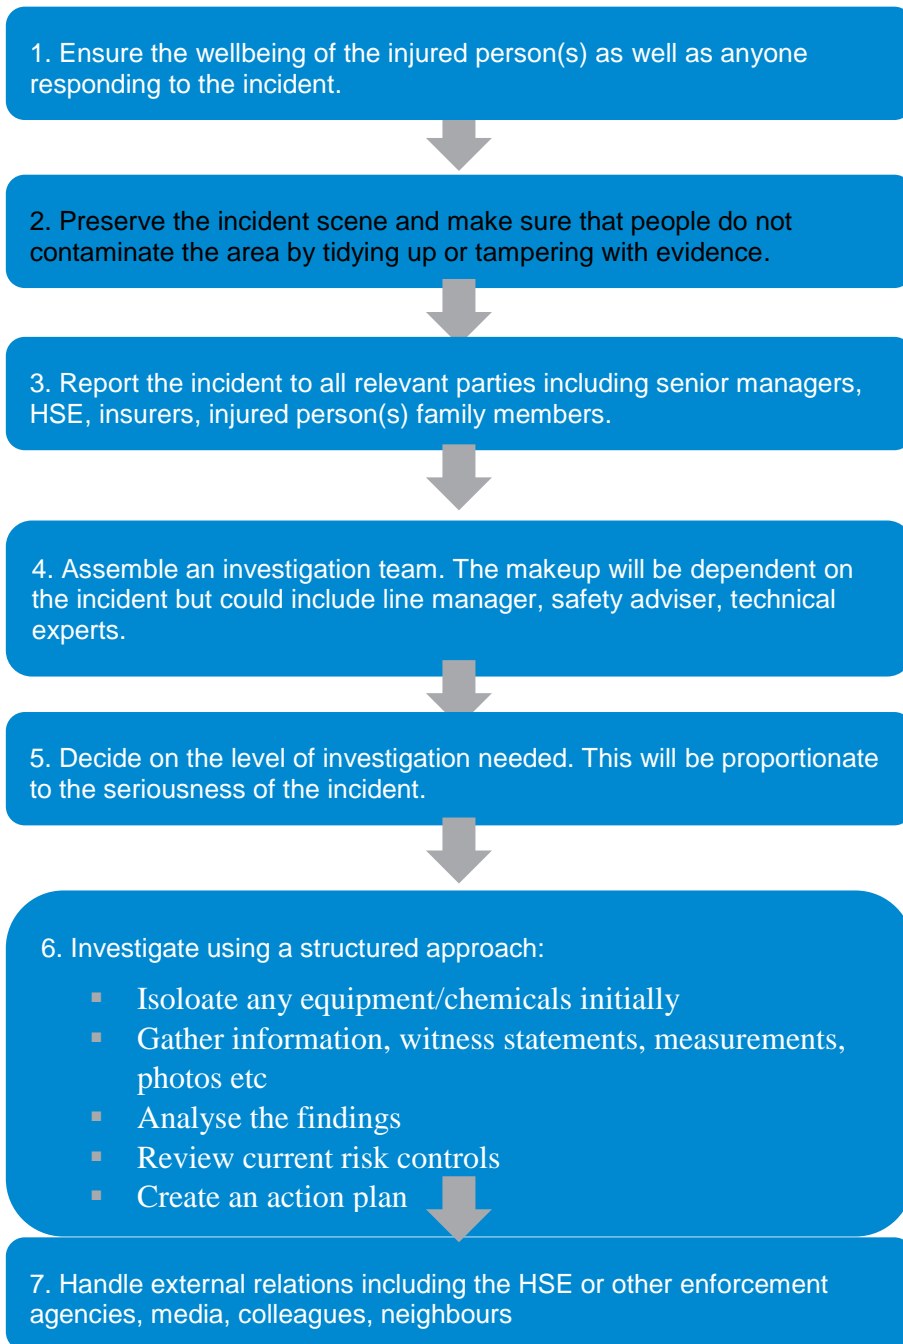 1. Ensure the wellbeing of the injured person(s) as well as anyone
responding to the incident.
2. Preserve the incident scene and make sure that people do not
contaminate the area by tidying up or tampering with evidence.
3. Report the incident to all relevant parties including senior managers,
HSE, insurers, injured person(s) family members.
4. Assemble an investigation team. The makeup will be dependent on
the incident but could include line manager, safety adviser, technical
experts.
5. Decide on the level of investigation needed. This will be proportionate
to the seriousness of the incident.
6. Investigate using a structured approach:
▪ Isoloate any equipment/chemicals initially
▪ Gather information, witness statements, measurements,
photos etc
▪ Analyse the findings
▪ Review current risk controls
▪ Create an action plan
7. Handle external relations including the HSE or other enforcement
agencies, media, colleagues, neighbours